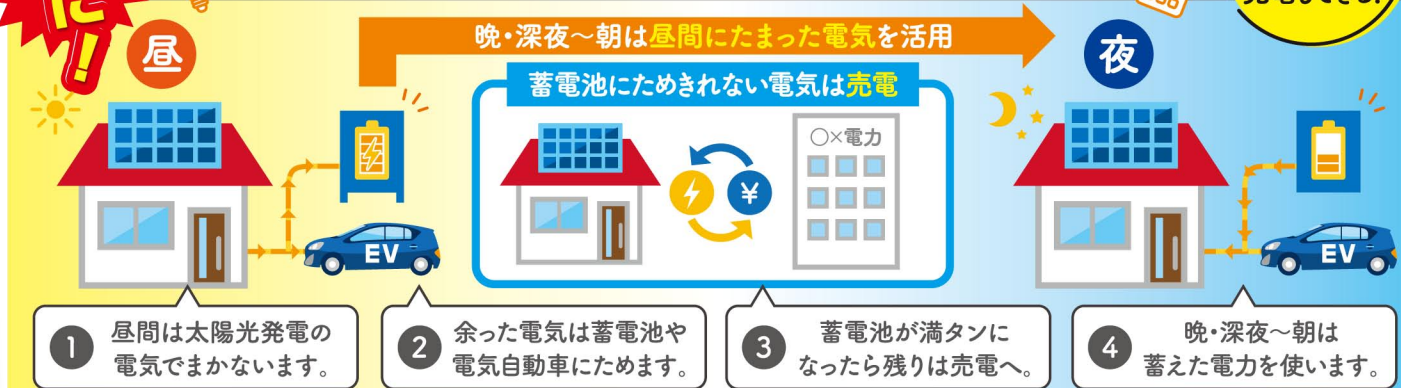 に!
昼
晩・深夜～朝は昼間にたまった電気を活用
夜
蓄電池にためきれない電気は売電
○×電力
¥
EV
EV
1 昼間は太陽光発電の
電気でまかないます。
2 余った電気は蓄電池や
電気自動車にためます。
3 蓄電池が満タンに
なったら残りは売電へ。
4 晩・深夜～朝は
蓄えた電力を使います。